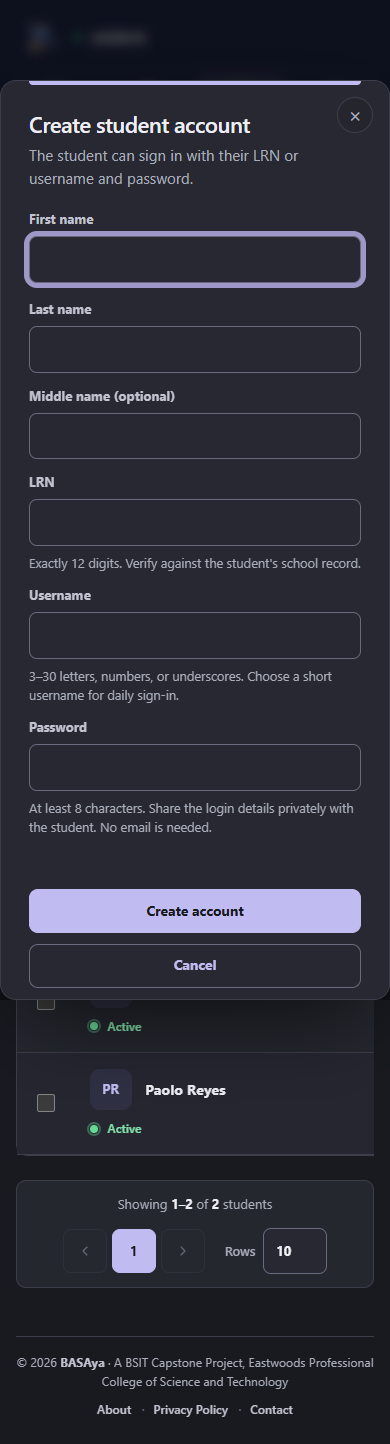 Create student account
×
The student can sign in with their LRN or
username and password.
First name
Last name
Middle name (optional)
LRN
Exactly 12 digits. Verify against the student's school record.
Username
3–30 letters, numbers, or underscores. Choose a short
username for daily sign-in.
Password
At least 8 characters. Share the login details privately with
the student. No email is needed.
Create account
Cancel
Active
PR Paolo Reyes
Active
Showing 1–2 of 2 students
‹ 1 › Rows 10
© 2026 BASAya · A BSIT Capstone Project, Eastwoods Professional
College of Science and Technology
About · Privacy Policy · Contact